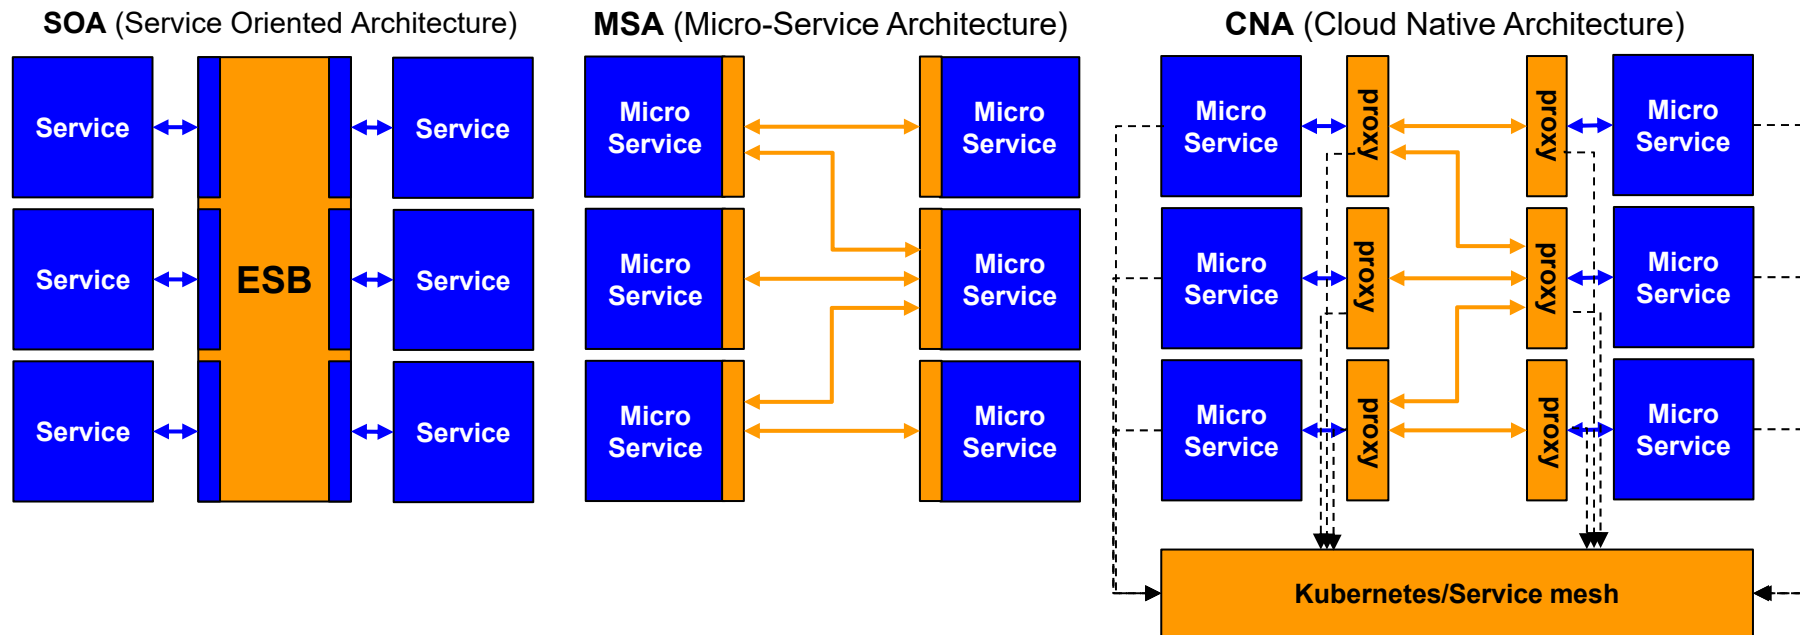 SOA (Service Oriented Architecture)
Service
Service
Service
ESB
Service
Service
Service
MSA (Micro-Service Architecture)
Micro
Service
Micro
Service
Micro
Service
Micro
Service
Micro
Service
Micro
Service
CNA (Cloud Native Architecture)
Micro
Service
proxy
proxy
Micro
Service
Micro
Service
proxy
proxy
Micro
Service
Micro
Service
proxy
proxy
Micro
Service
Kubernetes/Service mesh